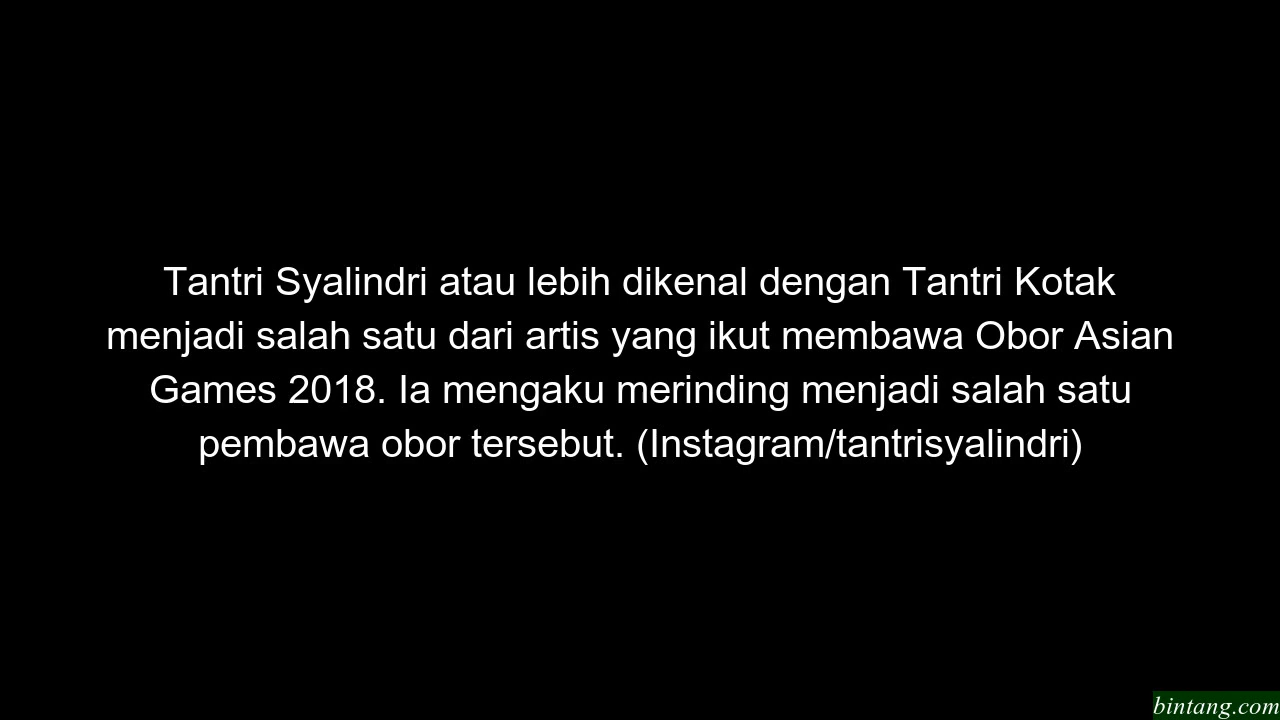 Tantri Syalindri atau lebih dikenal dengan Tantri Kotak
menjadi salah satu dari artis yang ikut membawa Obor Asian
Games 2018. Ia mengaku merinding menjadi salah satu
pembawa obor tersebut. (Instagram/tantrisyalindri)
bintang.com